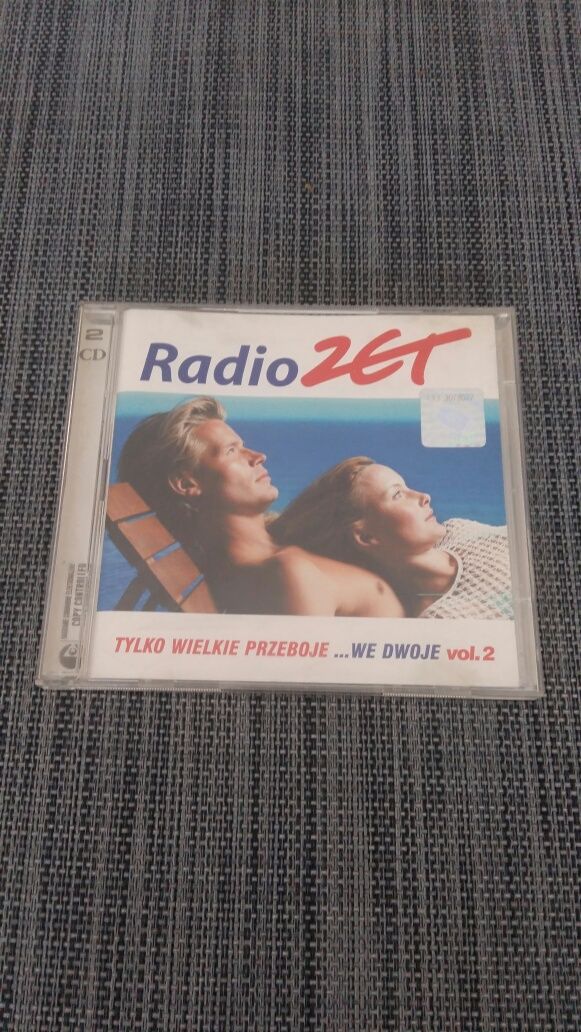 2
CD
Radio ZET
TYLKO WIELKIE PRZEBOJE ...WE DWOJE vol.2
COPY CONTROLLED